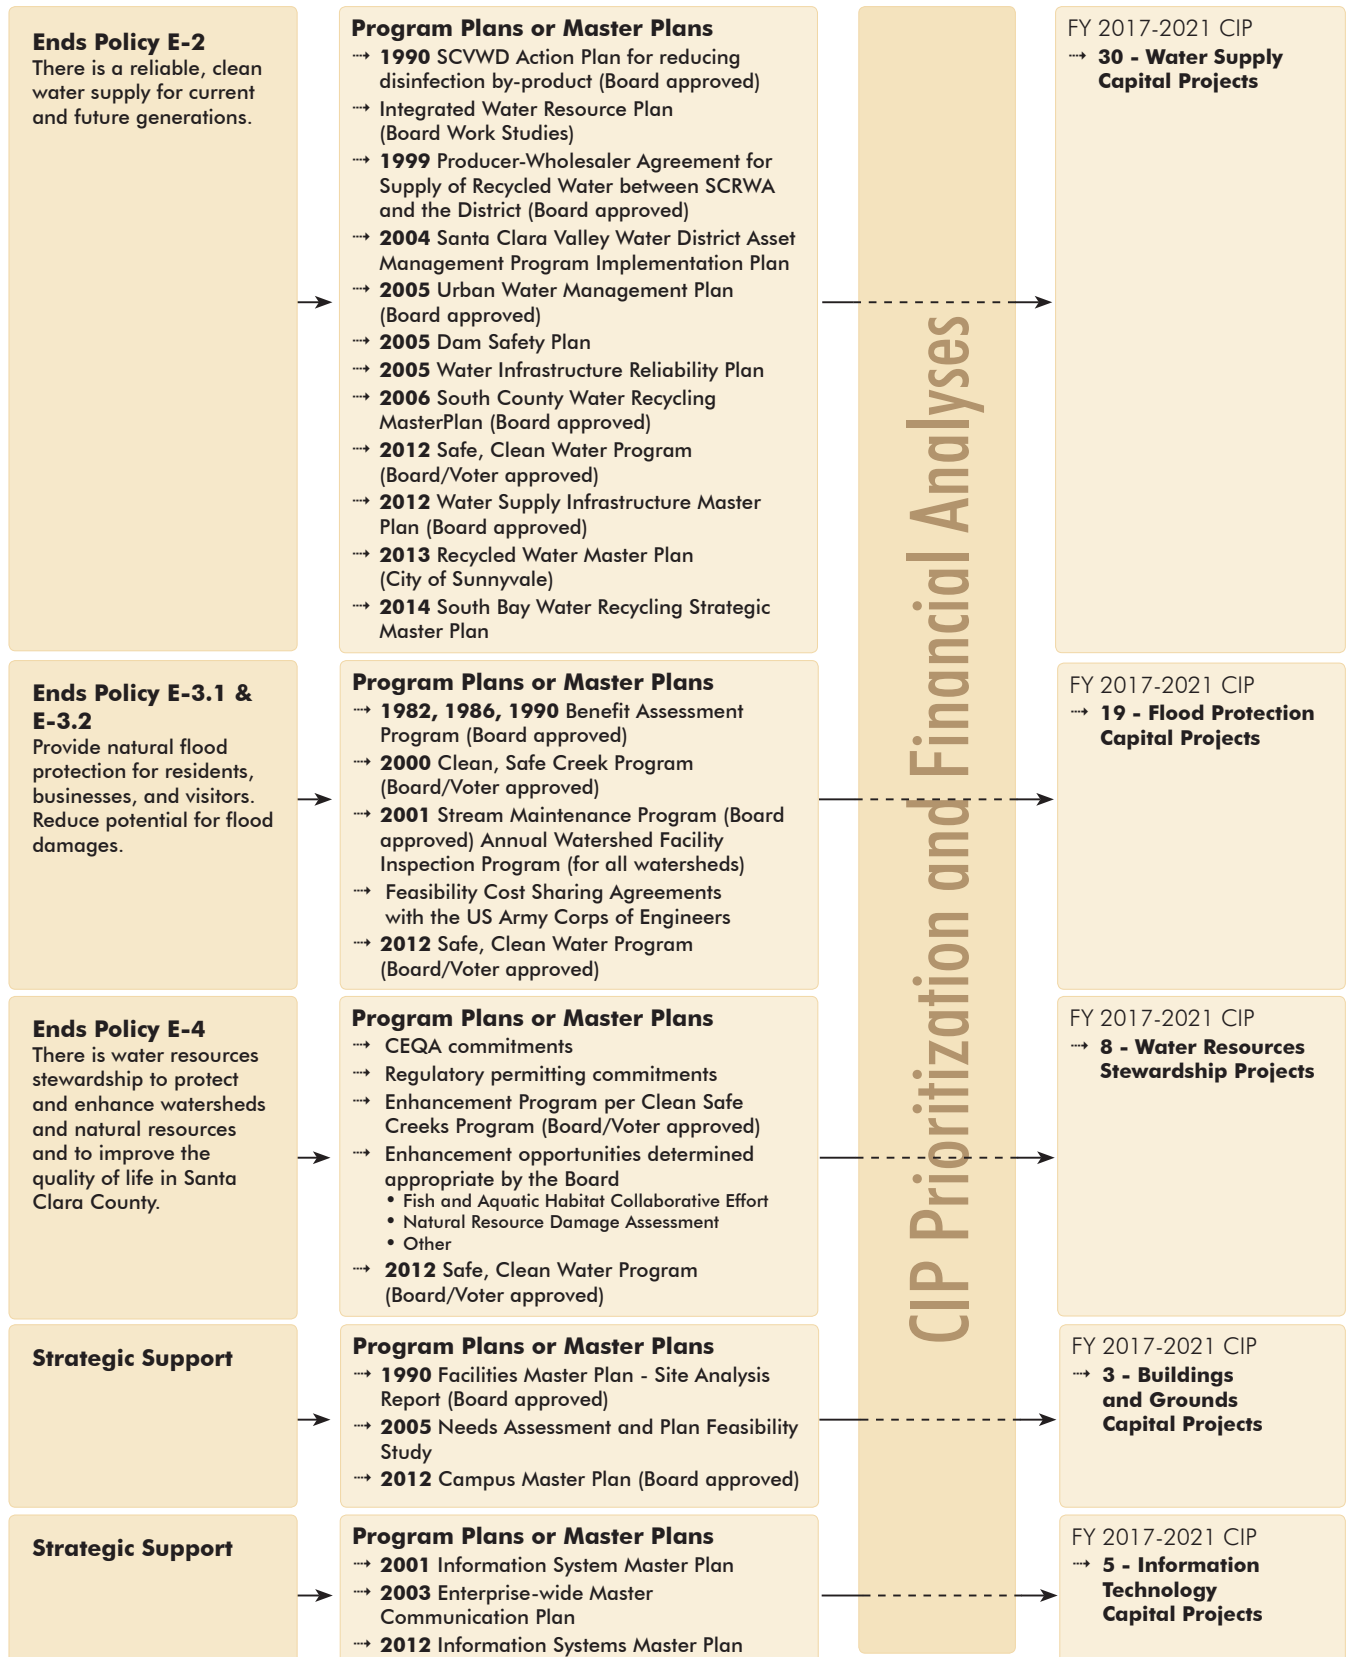 Ends Policy E-2
There is a reliable, clean
water supply for current
and future generations.
Program Plans or Master Plans
1990 SCVWD Action Plan for reducing
disinfection by-product (Board approved)
Integrated Water Resource Plan
(Board Work Studies)
1999 Producer-Wholesaler Agreement for
Supply of Recycled Water between SCRWA
and the District (Board approved)
2004 Santa Clara Valley Water District Asset
Management Program Implementation Plan
2005 Urban Water Management Plan
(Board approved)
2005 Dam Safety Plan
2005 Water Infrastructure Reliability Plan
2006 South County Water Recycling
MasterPlan (Board approved)
2012 Safe, Clean Water Program
(Board/Voter approved)
2012 Water Supply Infrastructure Master
Plan (Board approved)
2013 Recycled Water Master Plan
(City of Sunnyvale)
2014 South Bay Water Recycling Strategic
Master Plan
CIP Prioritization and Financial Analyses
FY 2017-2021 CIP
30 - Water Supply
Capital Projects
Ends Policy E-3.1 &
E-3.2
Provide natural flood
protection for residents,
businesses, and visitors.
Reduce potential for flood
damages.
Program Plans or Master Plans
1982, 1986, 1990 Benefit Assessment
Program (Board approved)
2000 Clean, Safe Creek Program
(Board/Voter approved)
2001 Stream Maintenance Program (Board
approved) Annual Watershed Facility
Inspection Program (for all watersheds)
Feasibility Cost Sharing Agreements
with the US Army Corps of Engineers
2012 Safe, Clean Water Program
(Board/Voter approved)
FY 2017-2021 CIP
19 - Flood Protection
Capital Projects
Ends Policy E-4
There is water resources
stewardship to protect
and enhance watersheds
and natural resources
and to improve the
quality of life in Santa
Clara County.
Program Plans or Master Plans
CEQA commitments
Regulatory permitting commitments
Enhancement Program per Clean Safe
Creeks Program (Board/Voter approved)
Enhancement opportunities determined
appropriate by the Board
• Fish and Aquatic Habitat Collaborative Effort
• Natural Resource Damage Assessment
• Other
2012 Safe, Clean Water Program
(Board/Voter approved)
FY 2017-2021 CIP
8 - Water Resources
Stewardship Projects
Strategic Support
Program Plans or Master Plans
1990 Facilities Master Plan - Site Analysis
Report (Board approved)
2005 Needs Assessment and Plan Feasibility
Study
2012 Campus Master Plan (Board approved)
FY 2017-2021 CIP
3 - Buildings
and Grounds
Capital Projects
Strategic Support
Program Plans or Master Plans
2001 Information System Master Plan
2003 Enterprise-wide Master
Communication Plan
2012 Information Systems Master Plan
FY 2017-2021 CIP
5 - Information
Technology
Capital Projects